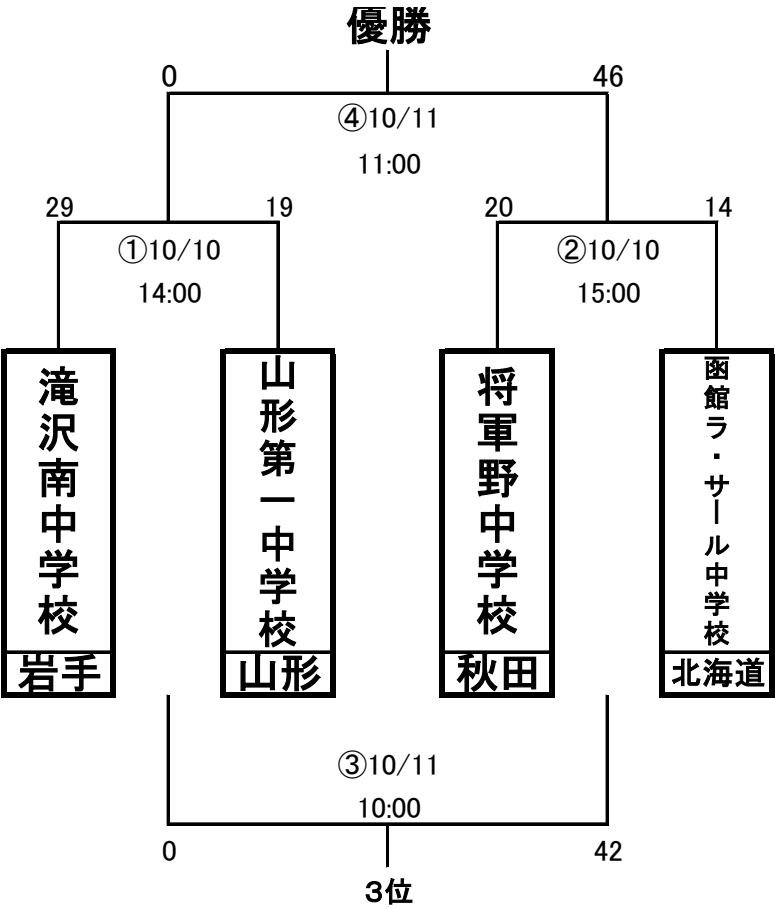 優勝
0
46
④10/11
11:00
29
19
20
14
①10/10
14:00
②10/10
15:00
滝沢南中学校
山形第一中学校
将軍野中学校
函館ラ・サール中学校
岩手
山形
秋田
北海道
③10/11
10:00
0
42
3位